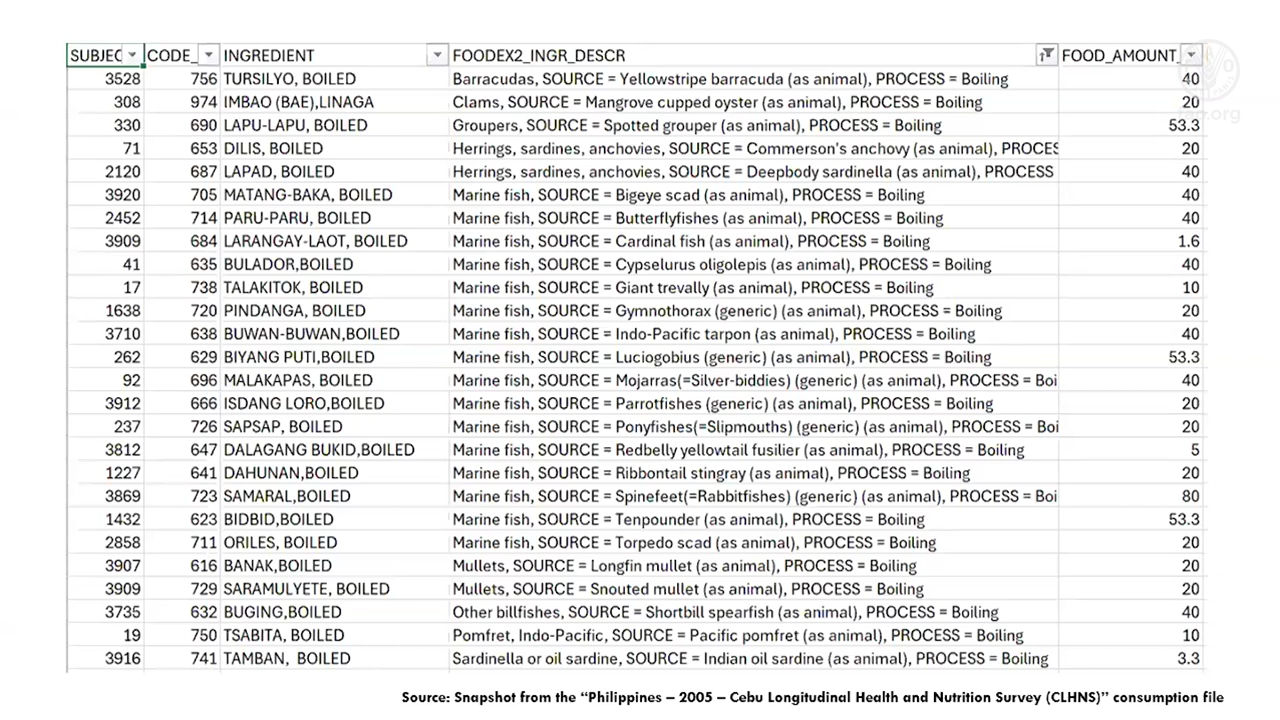 SUBJEC CODE_ INGREDIENT FOODEX2_INGR_DESCR FOOD_AMOUNT_
3528 756 TURSILYO, BOILED Barracudas, SOURCE = Yellowstripe barracuda (as animal), PROCESS = Boiling 40
308 974 IMBAO (BAE),LINAGA Clams, SOURCE = Mangrove cupped oyster (as animal), PROCESS = Boiling 20
330 690 LAPU-LAPU, BOILED Groupers, SOURCE = Spotted grouper (as animal), PROCESS = Boiling 53.3
71 653 DILIS, BOILED Herrings, sardines, anchovies, SOURCE = Commerson's anchovy (as animal), PROCES 20
2120 687 LAPAD, BOILED Herrings, sardines, anchovies, SOURCE = Deepbody sardinella (as animal), PROCESS 40
3920 705 MATANG-BAKA, BOILED Marine fish, SOURCE = Bigeye scad (as animal), PROCESS = Boiling 40
2452 714 PARU-PARU, BOILED Marine fish, SOURCE = Butterflyfishes (as animal), PROCESS = Boiling 40
3909 684 LARANGAY-LAOT, BOILED Marine fish, SOURCE = Cardinal fish (as animal), PROCESS = Boiling 1.6
41 635 BULADOR,BOILED Marine fish, SOURCE = Cypselurus oligolepis (as animal), PROCESS = Boiling 40
17 738 TALAKITOK, BOILED Marine fish, SOURCE = Giant trevally (as animal), PROCESS = Boiling 10
1638 720 PINDANGA, BOILED Marine fish, SOURCE = Gymnothorax (generic) (as animal), PROCESS = Boiling 20
3710 638 BUWAN-BUWAN,BOILED Marine fish, SOURCE = Indo-Pacific tarpon (as animal), PROCESS = Boiling 40
262 629 BIYANG PUTI,BOILED Marine fish, SOURCE = Luciogobius (generic) (as animal), PROCESS = Boiling 53.3
92 696 MALAKAPAS, BOILED Marine fish, SOURCE = Mojarras(=Silver-biddies) (generic) (as animal), PROCESS = Boi 40
3912 666 ISDANG LORO,BOILED Marine fish, SOURCE = Parrotfishes (generic) (as animal), PROCESS = Boiling 20
237 726 SAPSAP, BOILED Marine fish, SOURCE = Ponyfishes(=Slipmouths) (generic) (as animal), PROCESS = Boi 20
3812 647 DALAGANG BUKID,BOILED Marine fish, SOURCE = Redbelly yellowtail fusilier (as animal), PROCESS = Boiling 5
1227 641 DAHUNAN,BOILED Marine fish, SOURCE = Ribbontail stingray (as animal), PROCESS = Boiling 20
3869 723 SAMARAL,BOILED Marine fish, SOURCE = Spinefeet(=Rabbitfishes) (generic) (as animal), PROCESS = Boi 80
1432 623 BIDBID,BOILED Marine fish, SOURCE = Tenpounder (as animal), PROCESS = Boiling 53.3
2858 711 ORILES, BOILED Marine fish, SOURCE = Torpedo scad (as animal), PROCESS = Boiling 20
3907 616 BANAK,BOILED Mullets, SOURCE = Longfin mullet (as animal), PROCESS = Boiling 20
3909 729 SARAMULYETE, BOILED Mullets, SOURCE = Snouted mullet (as animal), PROCESS = Boiling 20
3735 632 BUGING,BOILED Other billfishes, SOURCE = Shortbill spearfish (as animal), PROCESS = Boiling 40
19 750 TSABITA, BOILED Pomfret, Indo-Pacific, SOURCE = Pacific pomfret (as animal), PROCESS = Boiling 10
3916 741 TAMBAN, BOILED Sardinella or oil sardine, SOURCE = Indian oil sardine (as animal), PROCESS = Boiling 3.3
fao.org
Source: Snapshot from the “Philippines – 2005 – Cebu Longitudinal Health and Nutrition Survey (CLHNS)” consumption file